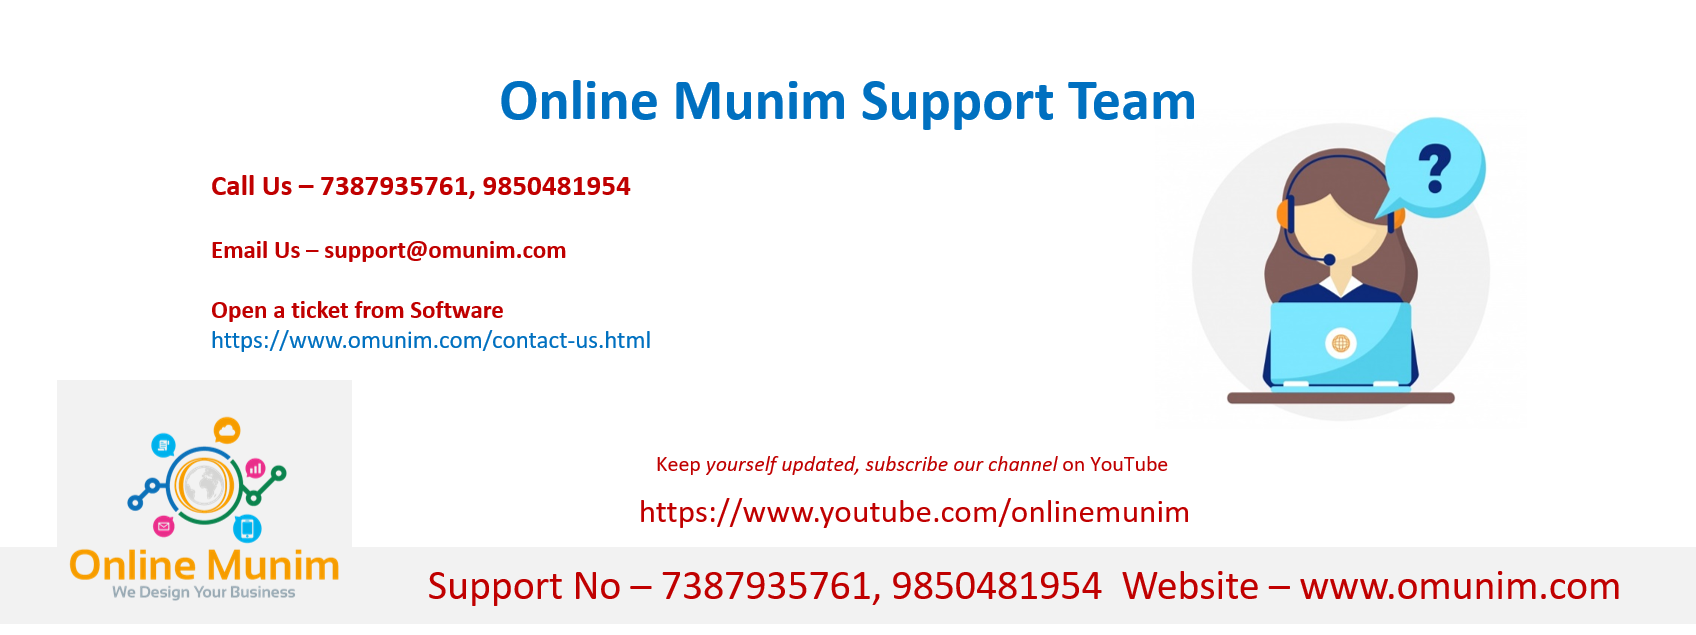 Online Munim Support Team
Call Us – 7387935761, 9850481954
?
Email Us – support@omunim.com
Open a ticket from Software
https://www.omunim.com/contact-us.html
Keep yourself updated, subscribe our channel on YouTube
https://www.youtube.com/onlinemunim
Online Munim
We Design Your Business
Support No – 7387935761, 9850481954 Website – www.omunim.com